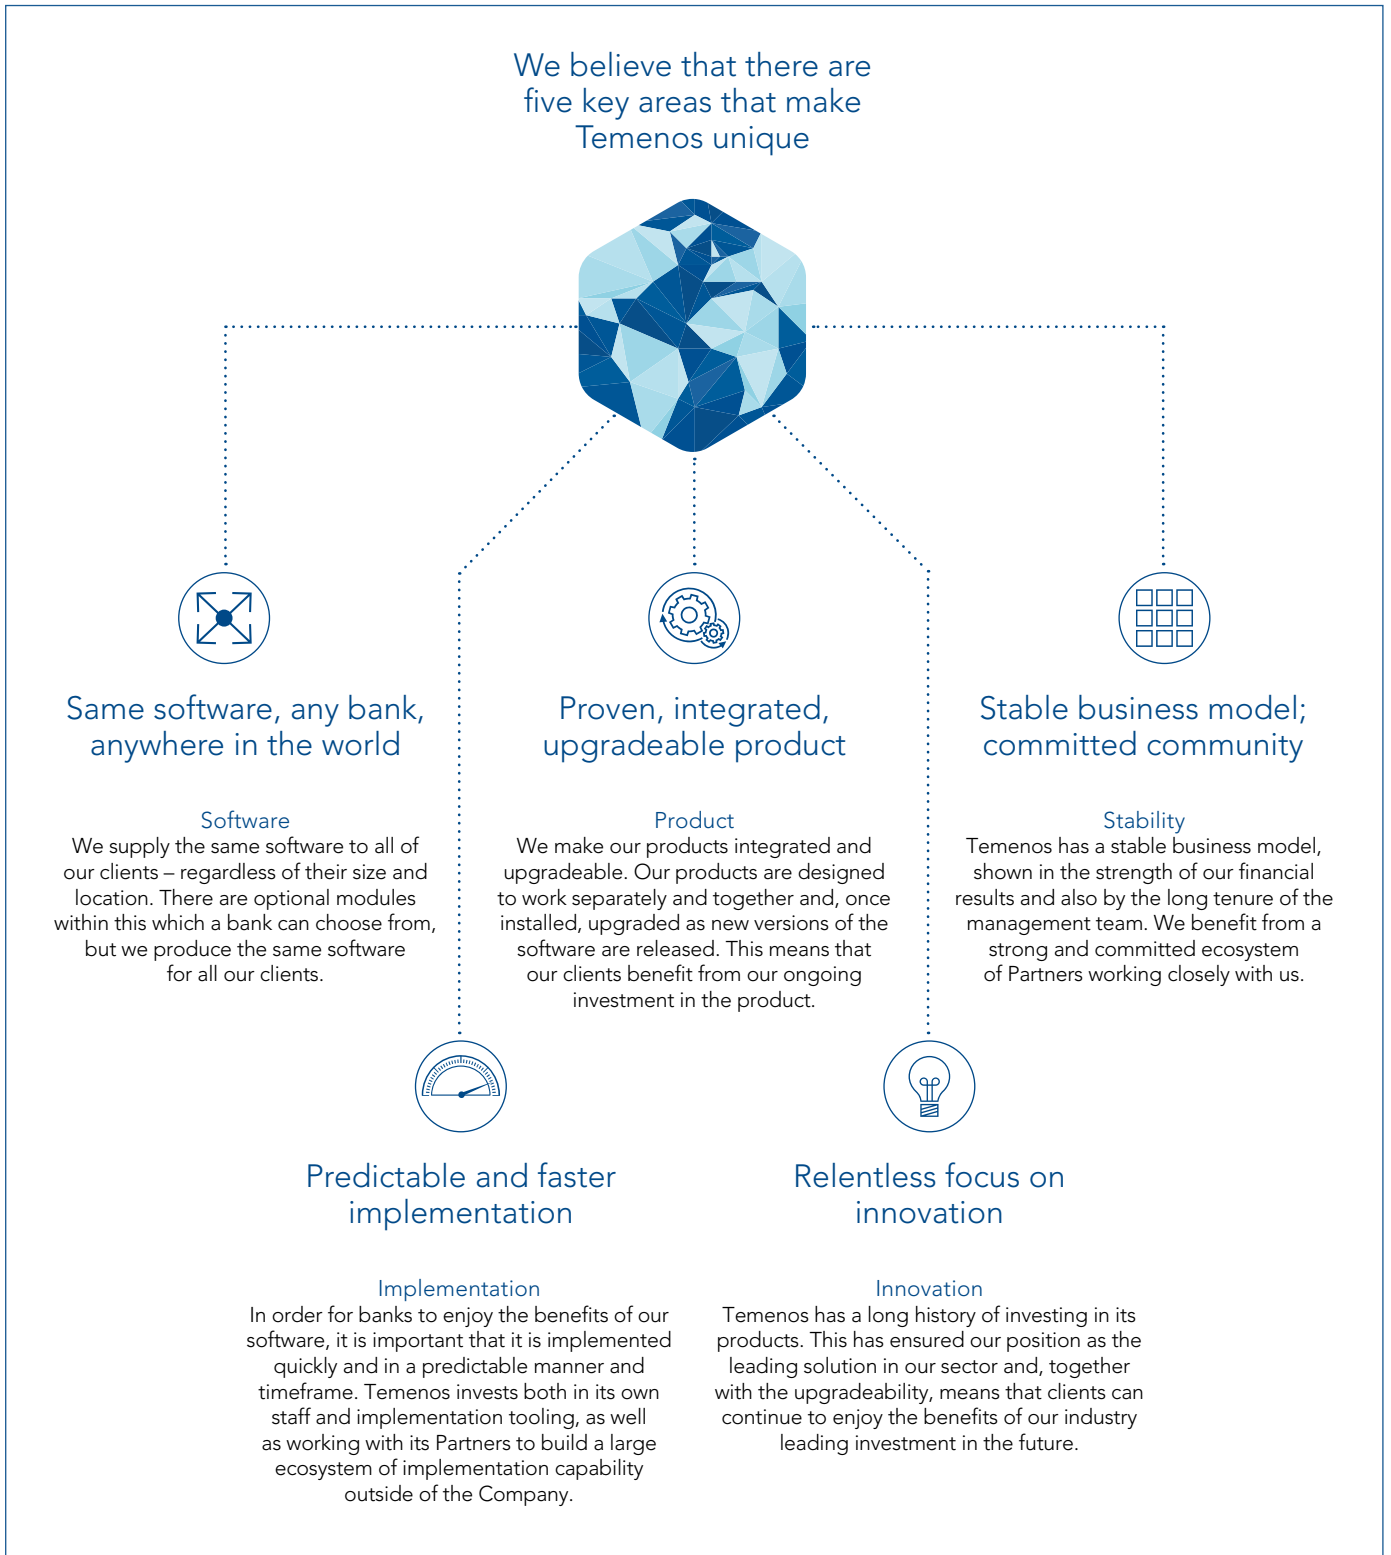 We believe that there are
five key areas that make
Temenos unique
Same software, any bank,
anywhere in the world
Software
We supply the same software to all of
our clients – regardless of their size and
location. There are optional modules
within this which a bank can choose from,
but we produce the same software
for all our clients.
Proven, integrated,
upgradeable product
Product
We make our products integrated and
upgradeable. Our products are designed
to work separately and together and, once
installed, upgraded as new versions of the
software are released. This means that
our clients benefit from our ongoing
investment in the product.
Stable business model;
committed community
Stability
Temenos has a stable business model,
shown in the strength of our financial
results and also by the long tenure of the
management team. We benefit from a
strong and committed ecosystem
of Partners working closely with us.
Predictable and faster
implementation
Implementation
In order for banks to enjoy the benefits of our
software, it is important that it is implemented
quickly and in a predictable manner and
timeframe. Temenos invests both in its own
staff and implementation tooling, as well
as working with its Partners to build a large
ecosystem of implementation capability
outside of the Company.
Relentless focus on
innovation
Innovation
Temenos has a long history of investing in its
products. This has ensured our position as the
leading solution in our sector and, together
with the upgradeability, means that clients can
continue to enjoy the benefits of our industry
leading investment in the future.